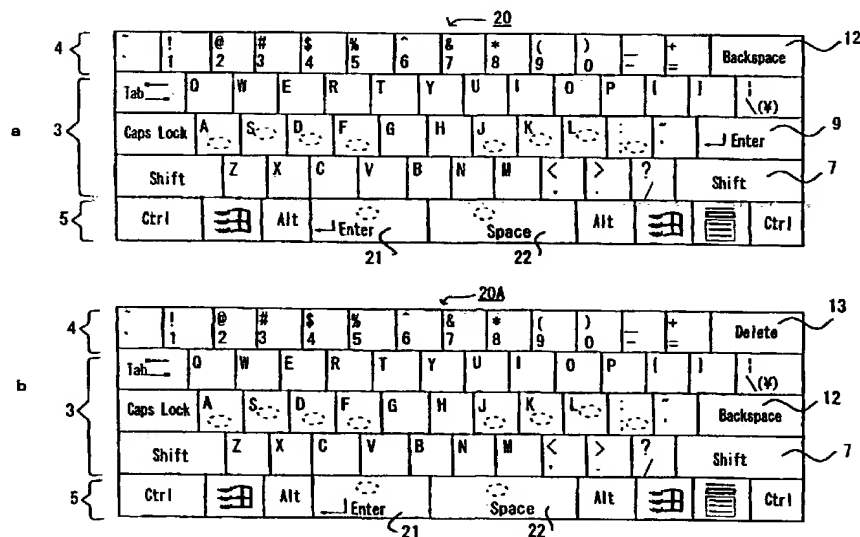 20
4 ~ ` ! 1 @ 2 # 3 $ 4 % 5 ^ 6 & 7 * 8 ( 9 ) 0 _ - + = Backspace 12
Tab Q W E R T Y U I O P [ ] | \(¥)
a 3 Caps Lock A S D F G H J K L : ; " ' Enter 9
Shift Z X C V B N M < , > . ? / Shift 7
5 Ctrl Alt Enter Space Alt Ctrl
21 22
20A
4 ~ ` ! 1 @ 2 # 3 $ 4 % 5 ^ 6 & 7 * 8 ( 9 ) 0 _ - + = Delete 13
Tab Q W E R T Y U I O P [ ] | \(¥)
b 3 Caps Lock A S D F G H J K L : ; " ' Backspace 12
Shift Z X C V B N M < , > . ? / Shift 7
5 Ctrl Alt Enter Space Alt Ctrl
21 22